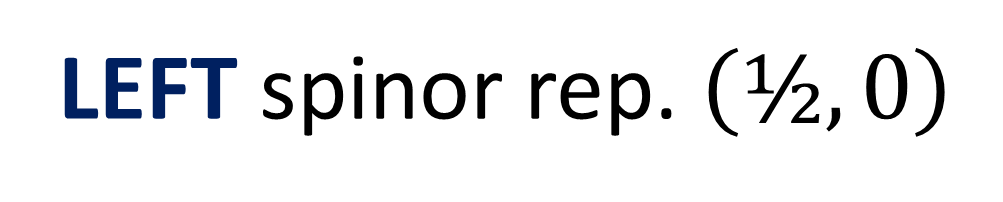 LEFT spinor rep. (½, 0)